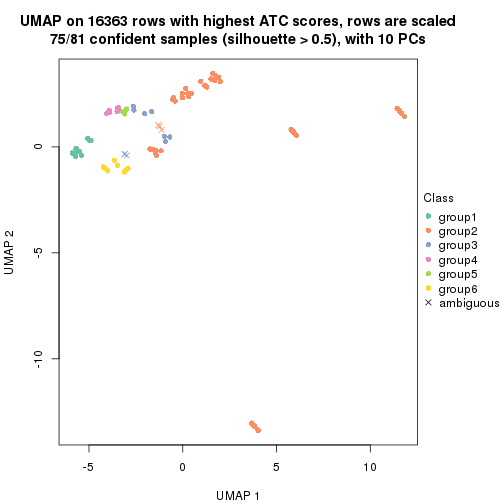 UMAP on 16363 rows with highest ATC scores, rows are scaled
75/81 confident samples (silhouette > 0.5), with 10 PCs
0
-5
-10
UMAP 2
-5
0
5
10
UMAP 1
Class
group1
group2
group3
group4
group5
group6
ambiguous